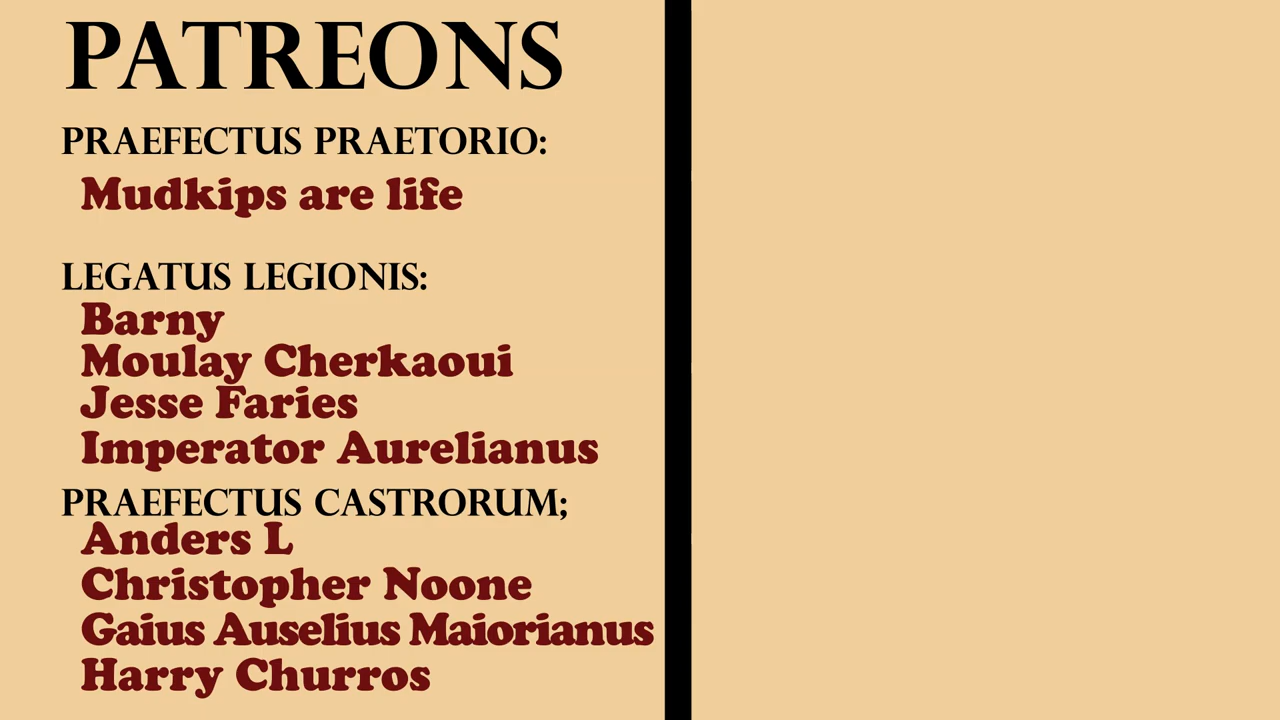 PATREONS
PRAEFECTUS PRAETORIO:
Mudkips are life
LEGATUS LEGIONIS:
Barny
Moulay Cherkaoui
Jesse Faries
Imperator Aurelianus
PRAEFECTUS CASTRORUM;
Anders L
Christopher Noone
Gaius Auselius Maiorianus
Harry Churros